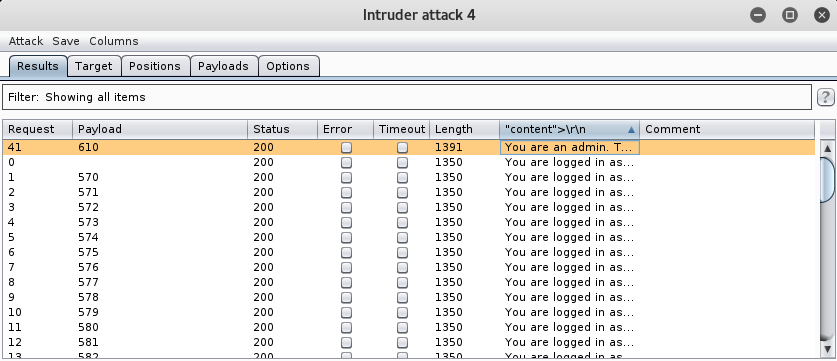 Intruder attack 4
Attack Save Columns
Results Target Positions Payloads Options
Filter: Showing all items ?
Request Payload Status Error Timeout Length "content">\r\n Comment
41 610 200 1391 You are an admin. T...
0 200 1350 You are logged in as...
1 570 200 1350 You are logged in as...
2 571 200 1350 You are logged in as...
3 572 200 1350 You are logged in as...
4 573 200 1350 You are logged in as...
5 574 200 1350 You are logged in as...
6 575 200 1350 You are logged in as...
7 576 200 1350 You are logged in as...
8 577 200 1350 You are logged in as...
9 578 200 1350 You are logged in as...
10 579 200 1350 You are logged in as...
11 580 200 1350 You are logged in as...
12 581 200 1350 You are logged in as...
13 582 200 1350 You are logged in as...